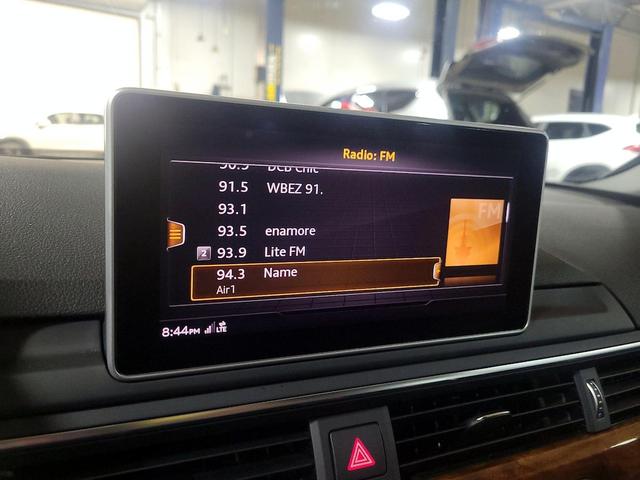 Radio: FM
91.5 WBEZ 91.
93.1
93.5 enamore
2 93.9 Lite FM
94.3 Name
Air1
FM
8:44PM LTE